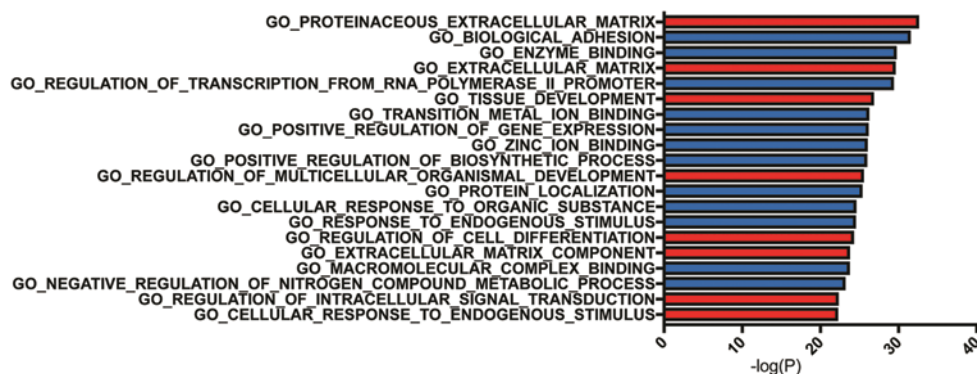 GO_PROTEINACEOUS_EXTRACELLULAR_MATRIX
GO_BIOLOGICAL_ADHESION
GO_ENZYME_BINDING
GO_EXTRACELLULAR_MATRIX
GO_REGULATION_OF_TRANSCRIPTION_FROM_RNA_POLYMERASE_II_PROMOTER
GO_TISSUE_DEVELOPMENT
GO_TRANSITION_METAL_ION_BINDING
GO_POSITIVE_REGULATION_OF_GENE_EXPRESSION
GO_ZINC_ION_BINDING
GO_POSITIVE_REGULATION_OF_BIOSYNTHETIC_PROCESS
GO_REGULATION_OF_MULTICELLULAR_ORGANISMAL_DEVELOPMENT
GO_PROTEIN_LOCALIZATION
GO_CELLULAR_RESPONSE_TO_ORGANIC_SUBSTANCE
GO_RESPONSE_TO_ENDOGENOUS_STIMULUS
GO_REGULATION_OF_CELL_DIFFERENTIATION
GO_EXTRACELLULAR_MATRIX_COMPONENT
GO_MACROMOLECULAR_COMPLEX_BINDING
GO_NEGATIVE_REGULATION_OF_NITROGEN_COMPOUND_METABOLIC_PROCESS
GO_REGULATION_OF_INTRACELLULAR_SIGNAL_TRANSDUCTION
GO_CELLULAR_RESPONSE_TO_ENDOGENOUS_STIMULUS
0 10 20 30 40
-log(P)